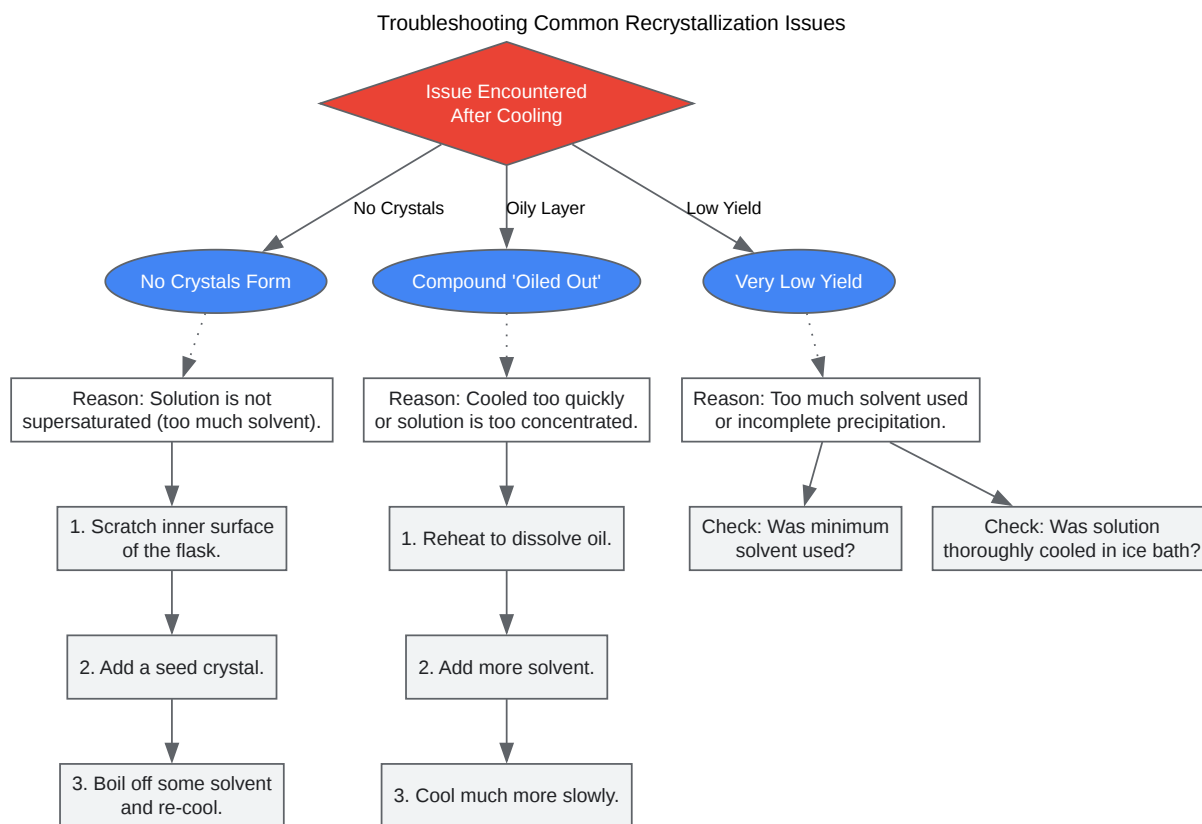 Troubleshooting Common Recrystallization Issues
Issue Encountered
After Cooling
No Crystals
Oily Layer
Low Yield
No Crystals Form
Compound 'Oiled Out'
Very Low Yield
Reason: Solution is not
supersaturated (too much solvent).
Reason: Cooled too quickly
or solution is too concentrated.
Reason: Too much solvent used
or incomplete precipitation.
1. Scratch inner surface
of the flask.
1. Reheat to dissolve oil.
Check: Was minimum
solvent used?
Check: Was solution
thoroughly cooled in ice bath?
2. Add a seed crystal.
2. Add more solvent.
3. Boil off some solvent
and re-cool.
3. Cool much more slowly.